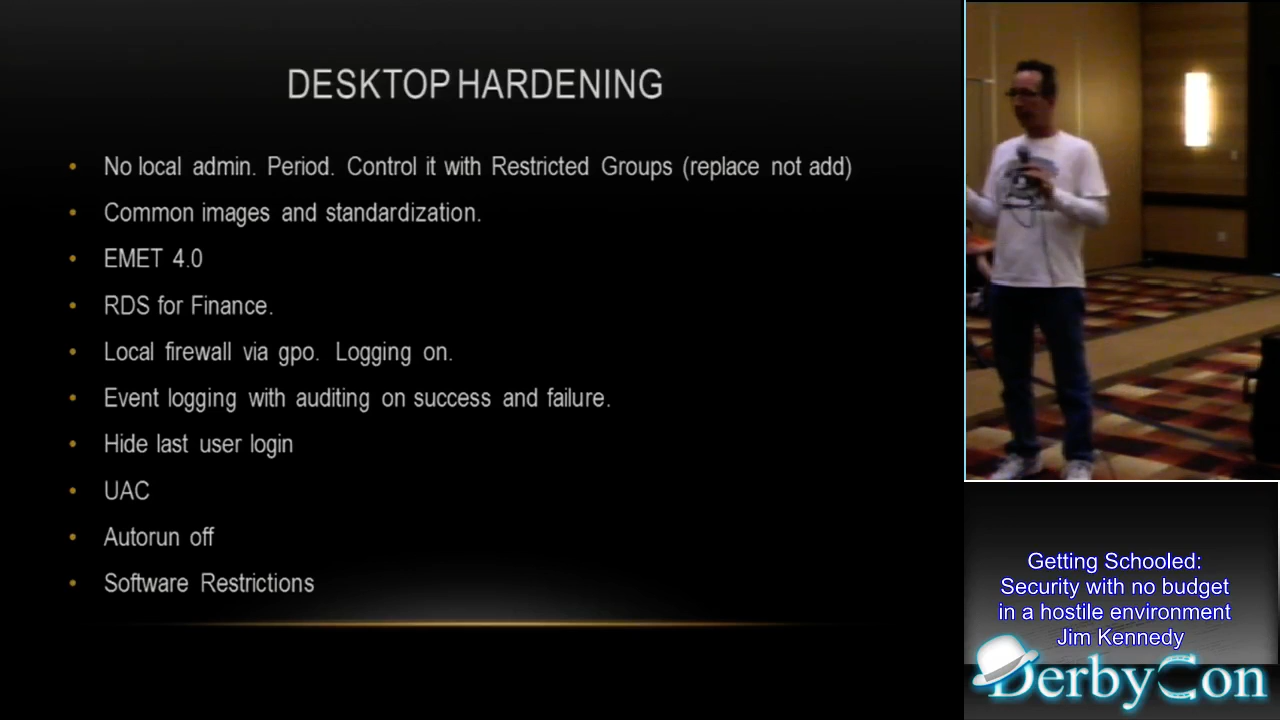 DESKTOP HARDENING
• No local admin. Period. Control it with Restricted Groups (replace not add)
• Common images and standardization.
• EMET 4.0
• RDS for Finance.
• Local firewall via gpo. Logging on.
• Event logging with auditing on success and failure.
• Hide last user login
• UAC
• Autorun off
• Software Restrictions
Getting Schooled:
Security with no budget
in a hostile environment
Jim Kennedy
DerbyCon